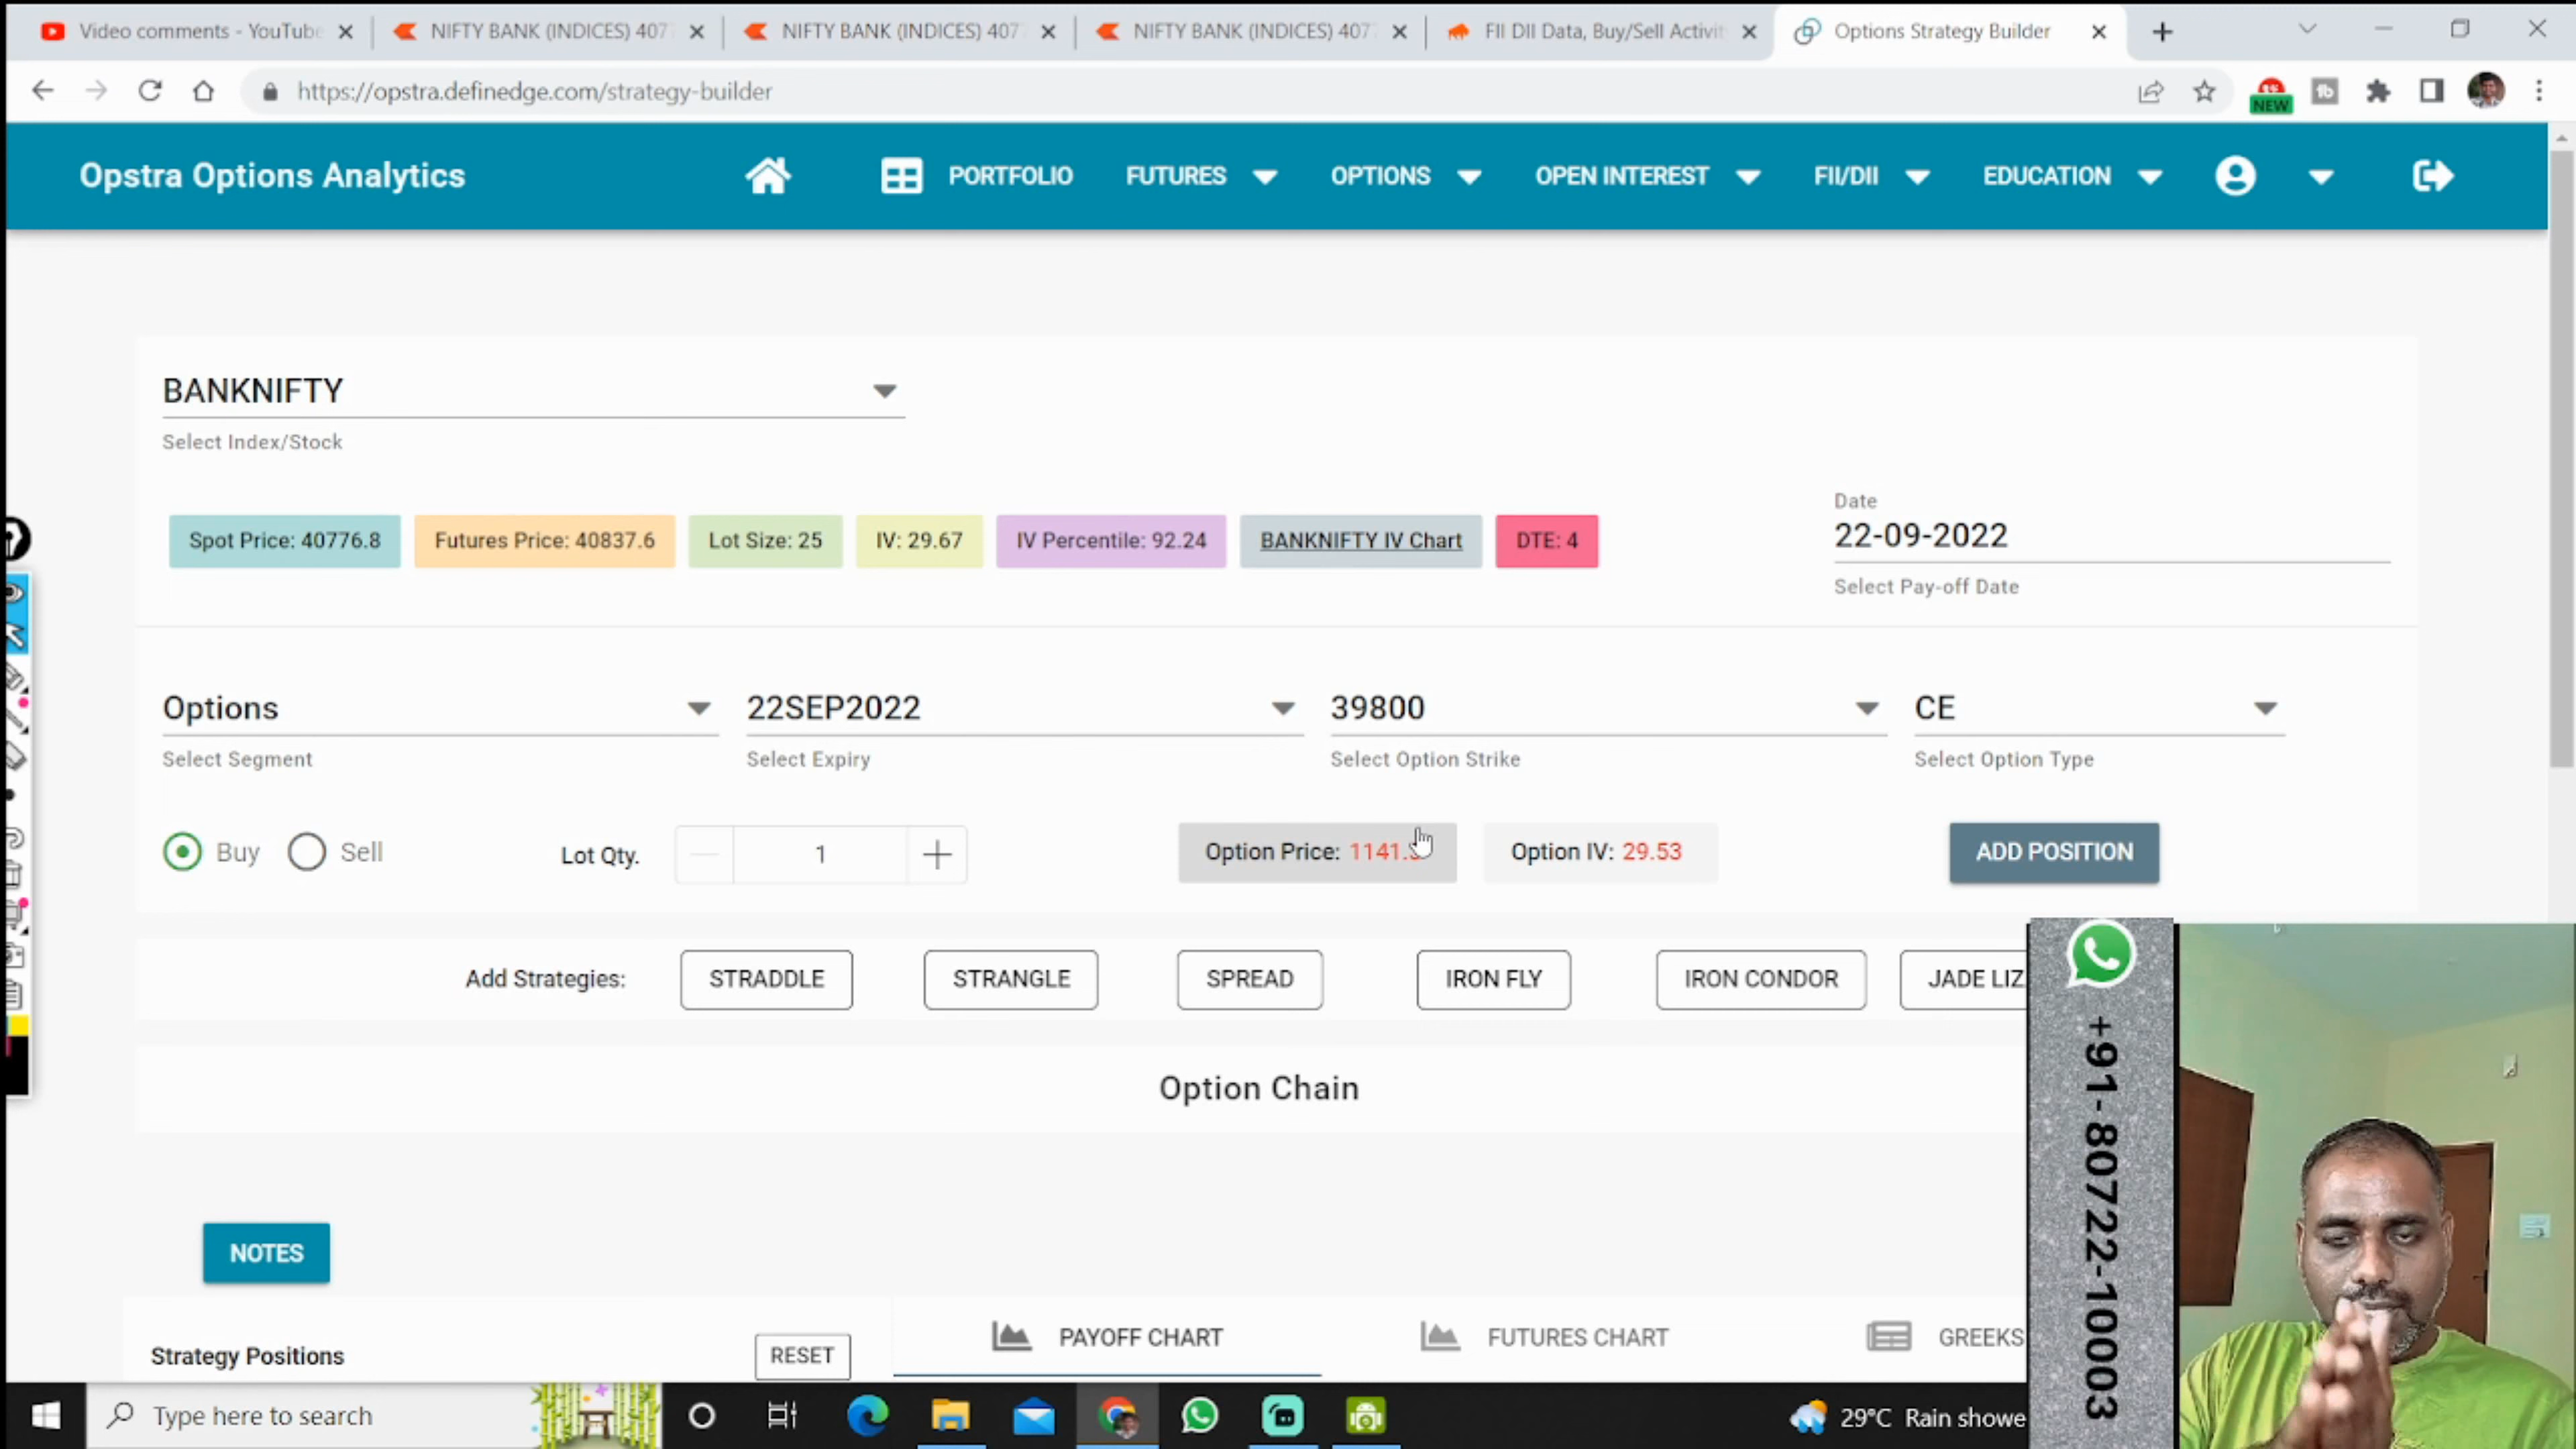 Video comments - YouTube
NIFTY BANK (INDICES) 407
NIFTY BANK (INDICES) 407
NIFTY BANK (INDICES) 407
FII DII Data, Buy/Sell Activit
Options Strategy Builder
https://opstra.definedge.com/strategy-builder
NEW
Opstra Options Analytics
PORTFOLIO
FUTURES
OPTIONS
OPEN INTEREST
FII/DII
EDUCATION
BANKNIFTY
Select Index/Stock
Spot Price: 40776.8
Futures Price: 40837.6
Lot Size: 25
IV: 29.67
IV Percentile: 92.24
BANKNIFTY IV Chart
DTE: 4
Date
22-09-2022
Select Pay-off Date
Options
22SEP2022
39800
CE
Select Segment
Select Expiry
Select Option Strike
Select Option Type
Buy
Sell
Lot Qty.
1
Option Price: 1141.
Option IV: 29.53
ADD POSITION
Add Strategies:
STRADDLE
STRANGLE
SPREAD
IRON FLY
IRON CONDOR
JADE LIZ
Option Chain
NOTES
Strategy Positions
RESET
PAYOFF CHART
FUTURES CHART
GREEKS
+91-80722-10003
Type here to search
29°C Rain showe